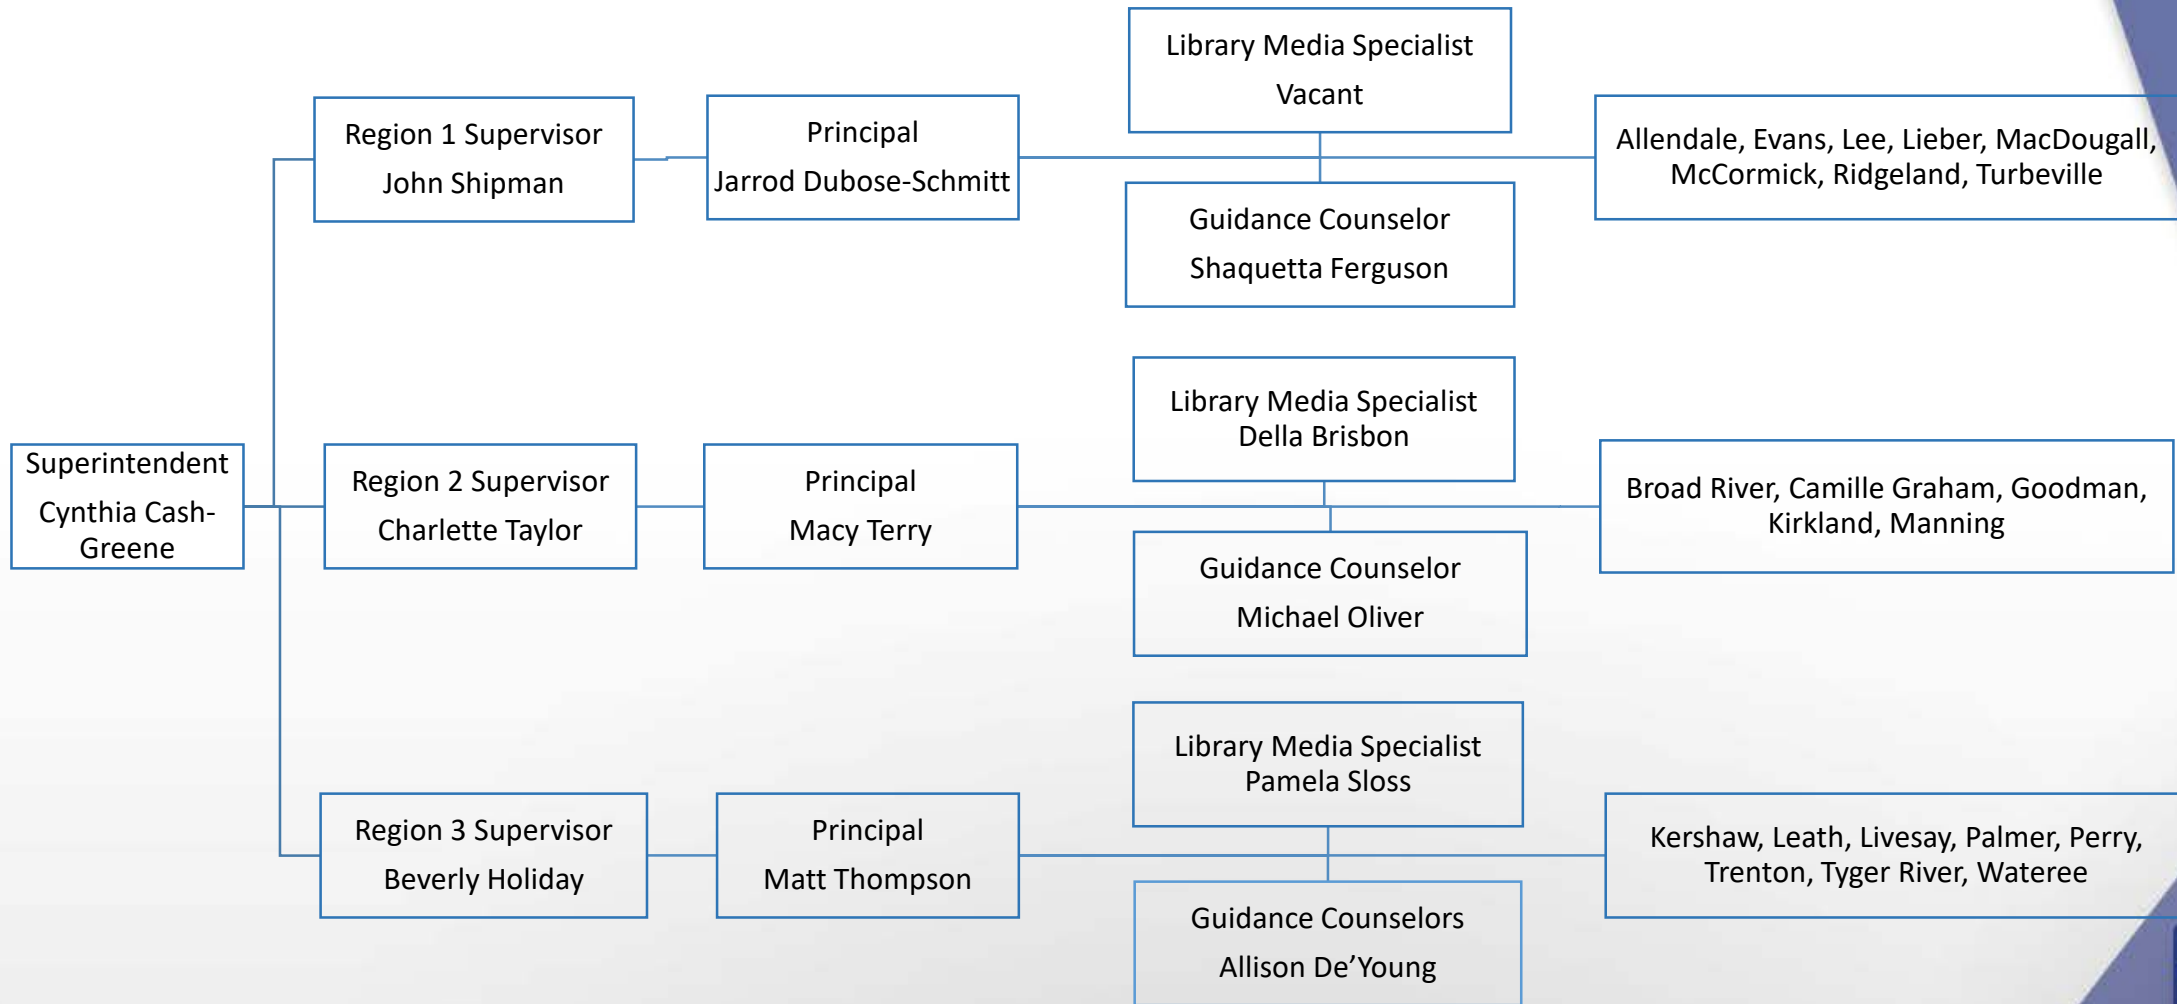 Library Media Specialist
Vacant
Region 1 Supervisor
John Shipman
Principal
Jarrod Dubose-Schmitt
Allendale, Evans, Lee, Lieber, MacDougall,
McCormick, Ridgeland, Turbeville
Guidance Counselor
Shaquetta Ferguson
Library Media Specialist
Della Brisbon
Superintendent
Cynthia Cash-
Greene
Region 2 Supervisor
Charlette Taylor
Principal
Macy Terry
Broad River, Camille Graham, Goodman,
Kirkland, Manning
Guidance Counselor
Michael Oliver
Library Media Specialist
Pamela Sloss
Region 3 Supervisor
Beverly Holiday
Principal
Matt Thompson
Kershaw, Leath, Livesay, Palmer, Perry,
Trenton, Tyger River, Wateree
Guidance Counselors
Allison De’Young